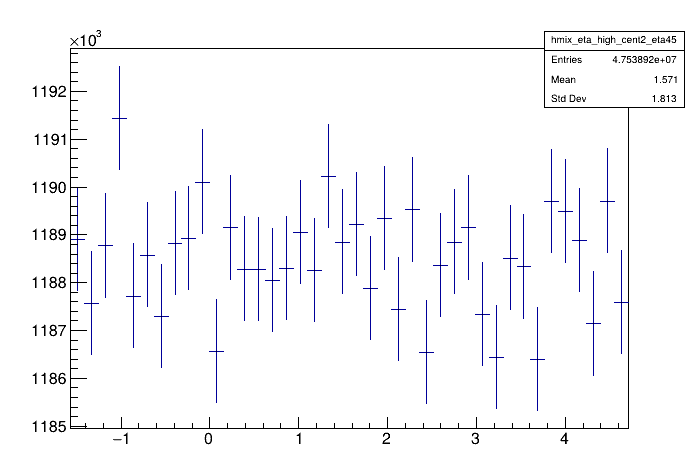 ×10³
hmix_eta_high_cent2_eta45
Entries 4.753892e+07
Mean 1.571
Std Dev 1.813
1192
1191
1190
1189
1188
1187
1186
1185
−1 0 1 2 3 4